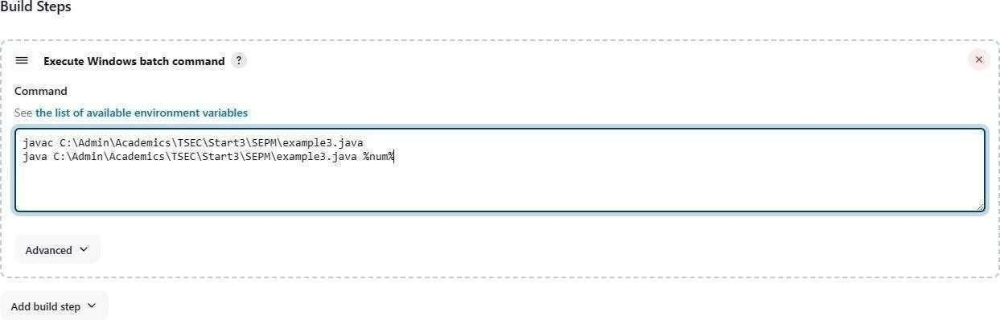 Build Steps
Execute Windows batch command ?
Command
See the list of available environment variables
javac C:\Admin\Academics\TSEC\Start3\SEPM\example3.java
java C:\Admin\Academics\TSEC\Start3\SEPM\example3.java %num%
Advanced
Add build step